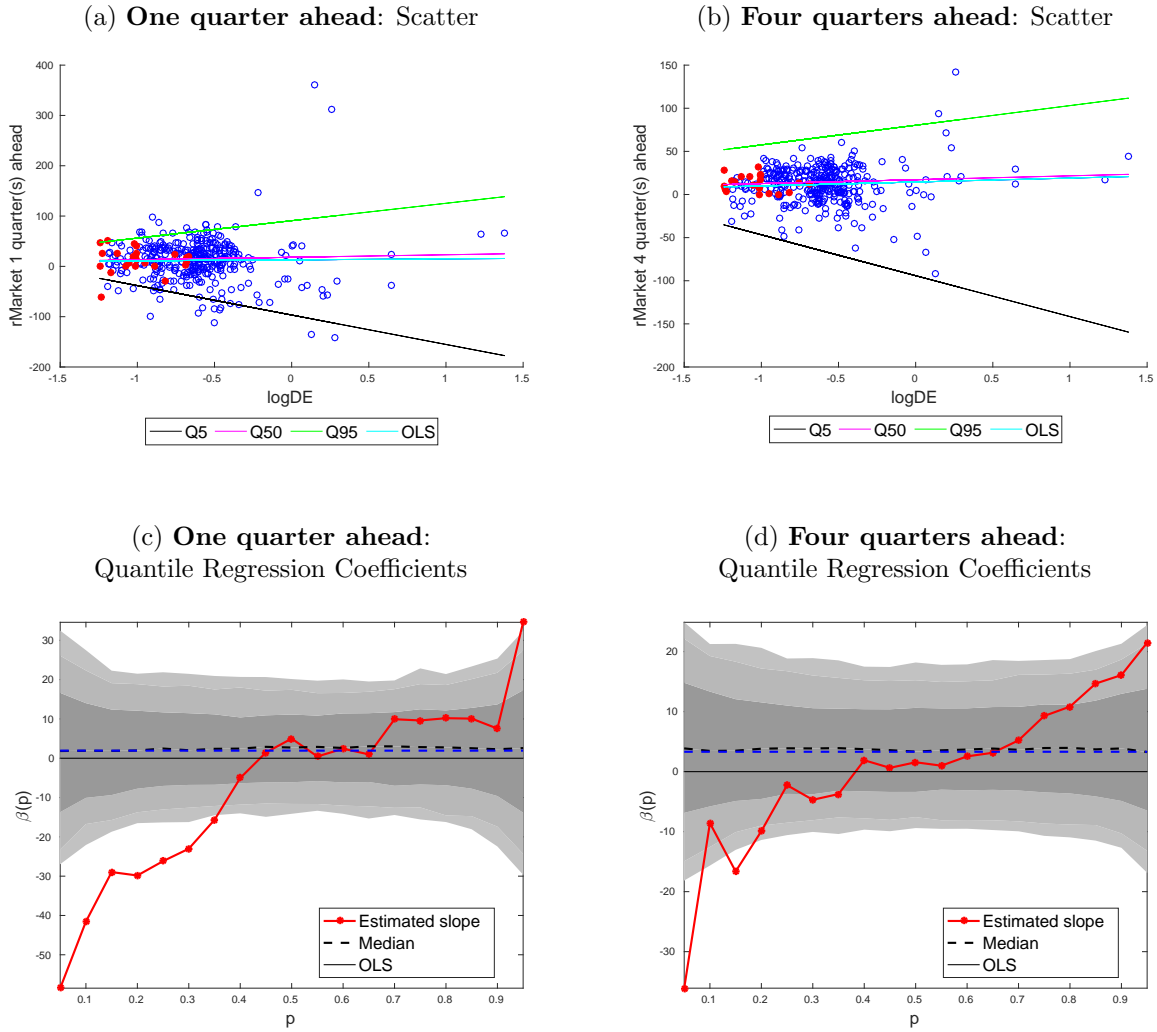 (a) One quarter ahead: Scatter
400
300
200
100
0
-100
-200
-1.5
-1
-0.5
0
0.5
1
1.5
rMarket 1 quarter(s) ahead
logDE
Q5
Q50
Q95
OLS
(b) Four quarters ahead: Scatter
150
100
50
0
-50
-100
-150
-200
-1.5
-1
-0.5
0
0.5
1
1.5
rMarket 4 quarter(s) ahead
logDE
Q5
Q50
Q95
OLS
(c) One quarter ahead:
Quantile Regression Coefficients
30
20
10
0
-10
-20
-30
-40
-50
0.1
0.2
0.3
0.4
0.5
0.6
0.7
0.8
0.9
β(p)
p
Estimated slope
Median
OLS
(d) Four quarters ahead:
Quantile Regression Coefficients
20
10
0
-10
-20
-30
0.1
0.2
0.3
0.4
0.5
0.6
0.7
0.8
0.9
β(p)
p
Estimated slope
Median
OLS